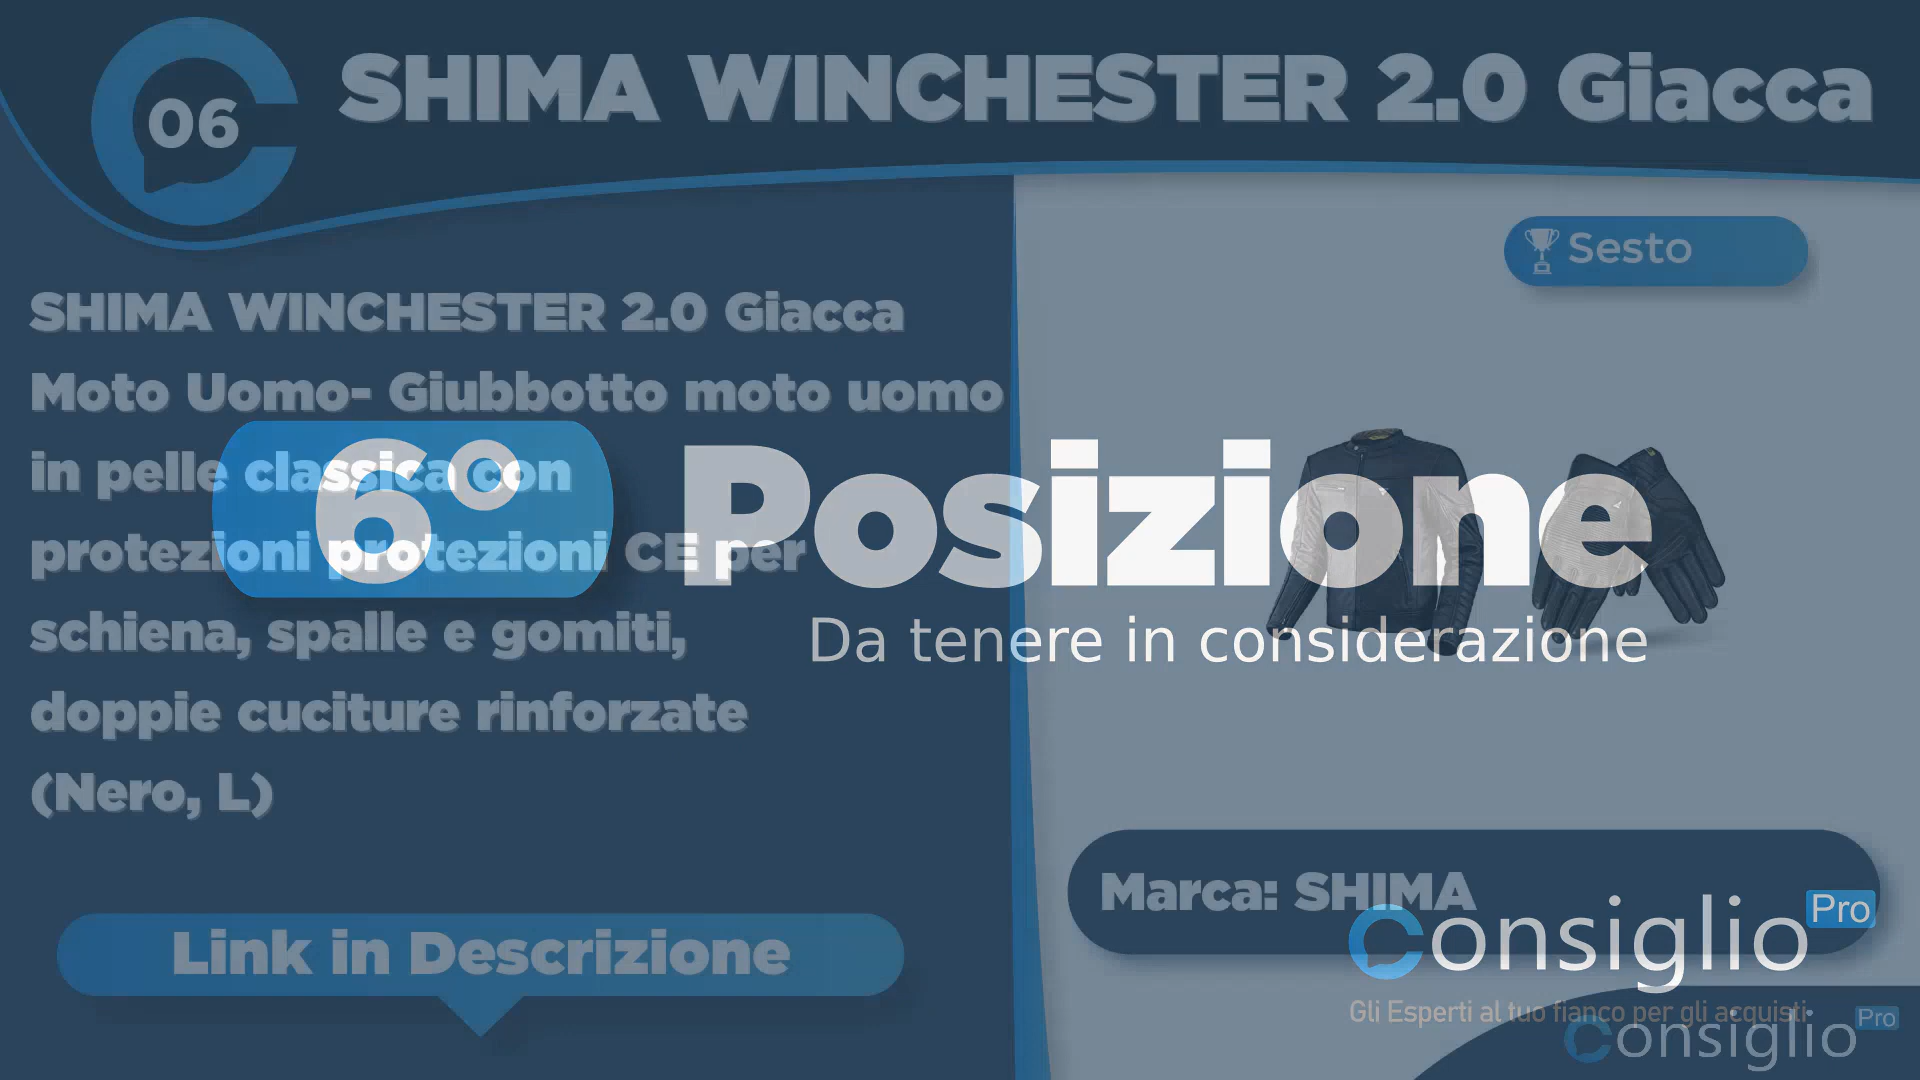 06
SHIMA WINCHESTER 2.0 Giacca
Sesto
SHIMA WINCHESTER 2.0 Giacca
Moto Uomo- Giubbotto moto uomo
in pelle classica con
protezioni protezioni CE per
schiena, spalle e gomiti,
doppie cuciture rinforzate
(Nero, L)
6° Posizione
Da tenere in considerazione
Marca: SHIMA
Link in Descrizione
Consiglio Pro
Gli Esperti al tuo fianco per gli acquisti
Consiglio Pro